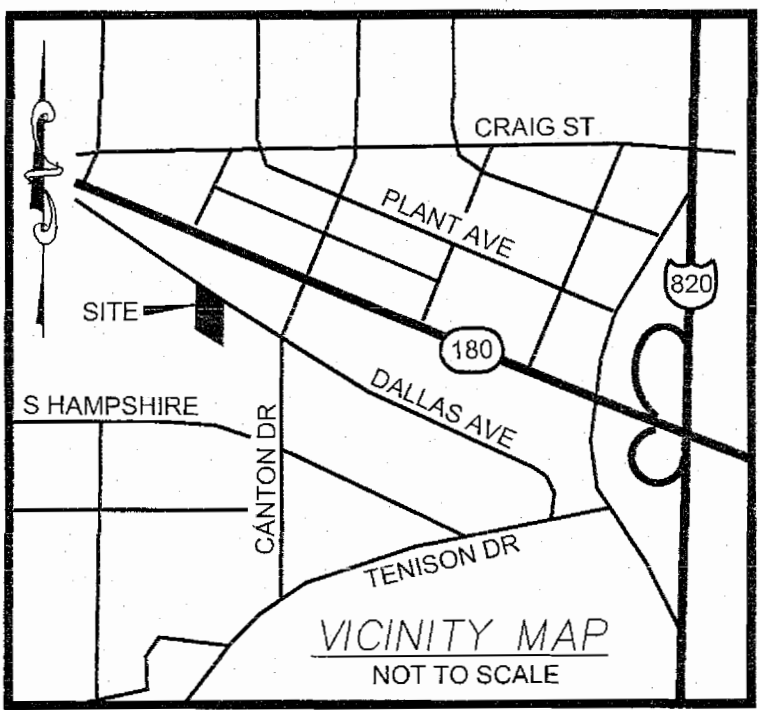 CRAIG ST
PLANT AVE
820
SITE
180
S HAMPSHIRE
DALLAS AVE
CANTON DR
TENISON DR
VICINITY MAP
NOT TO SCALE